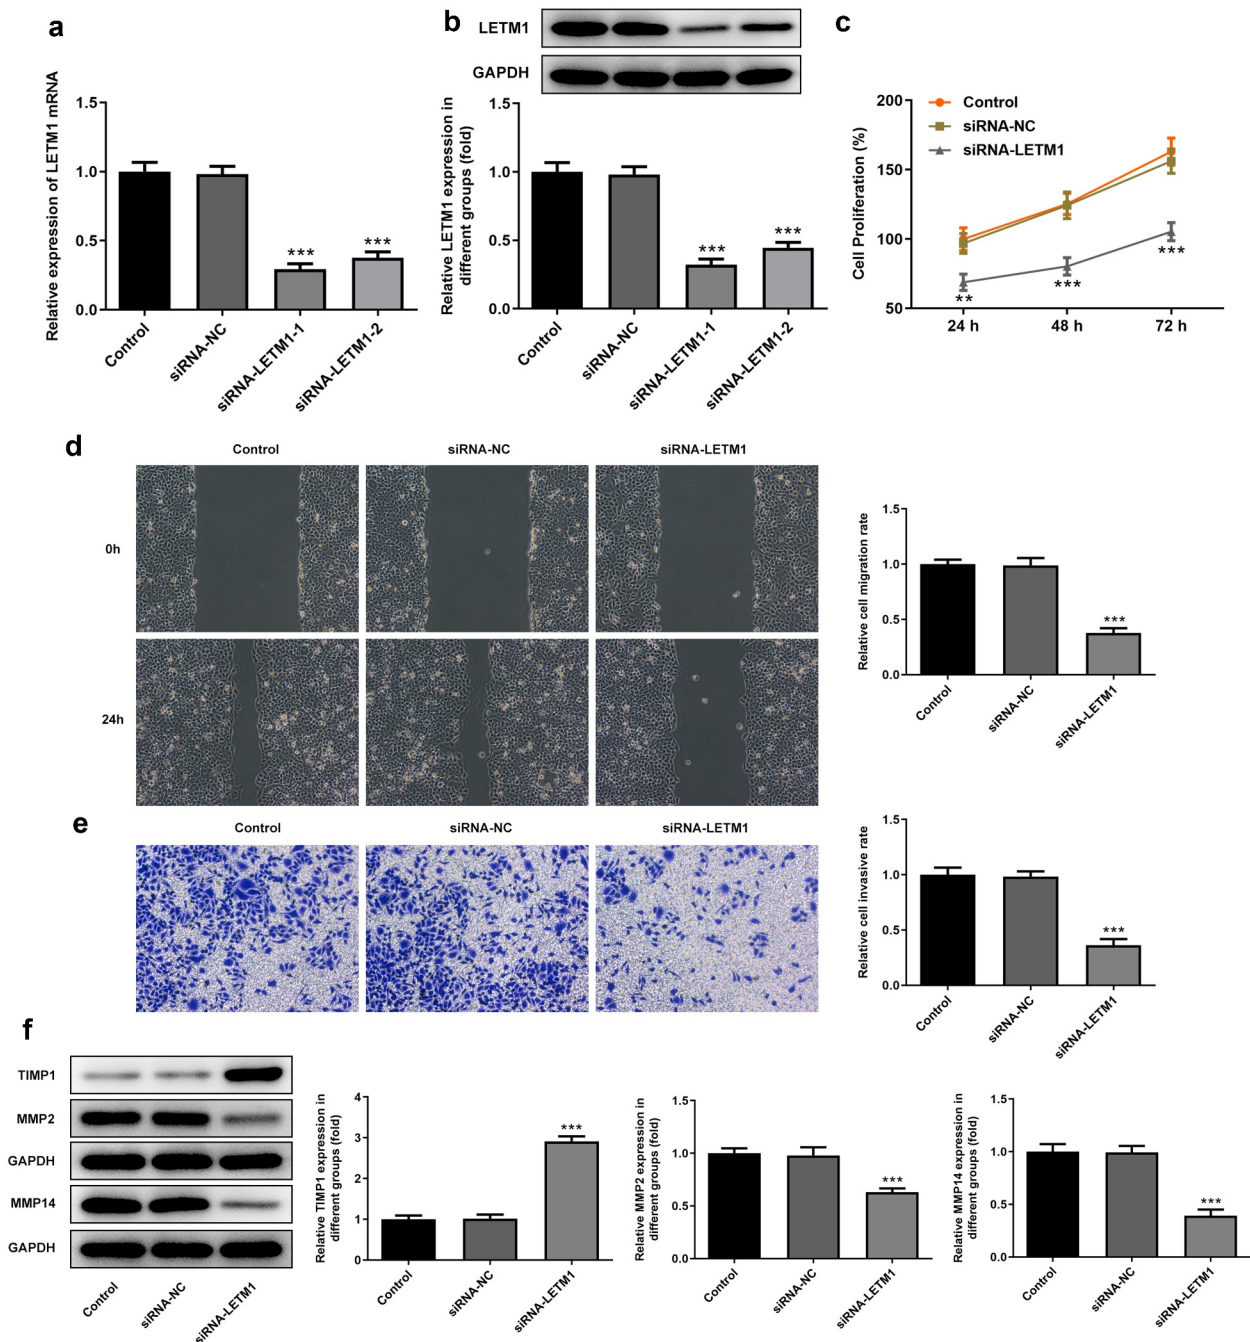 a
Relative expression of LETM1 mRNA
1.5
1.0
0.5
0.0
***
***
Control
siRNA-NC
siRNA-LETM1-1
siRNA-LETM1-2
b
LETM1
GAPDH
Relative LETM1 expression in
different groups (fold)
1.5
1.0
0.5
0.0
***
***
Control
siRNA-NC
siRNA-LETM1-1
siRNA-LETM1-2
c
Cell Proliferation (%)
200
150
100
50
Control
siRNA-NC
siRNA-LETM1
**
***
***
24 h
48 h
72 h
d
Control
siRNA-NC
siRNA-LETM1
0h
24h
Relative cell migration rate
1.5
1.0
0.5
0.0
***
Control
siRNA-NC
siRNA-LETM1
e
Control
siRNA-NC
siRNA-LETM1
Relative cell invasive rate
1.5
1.0
0.5
0.0
***
Control
siRNA-NC
siRNA-LETM1
f
TIMP1
MMP2
GAPDH
MMP14
GAPDH
Control
siRNA-NC
siRNA-LETM1
Relative TIMP1 expression in
different groups (fold)
4
3
2
1
0
***
Control
siRNA-NC
siRNA-LETM1
Relative MMP2 expression in
different groups (fold)
1.5
1.0
0.5
0.0
***
Control
siRNA-NC
siRNA-LETM1
Relative MMP14 expression in
different groups (fold)
1.5
1.0
0.5
0.0
***
Control
siRNA-NC
siRNA-LETM1